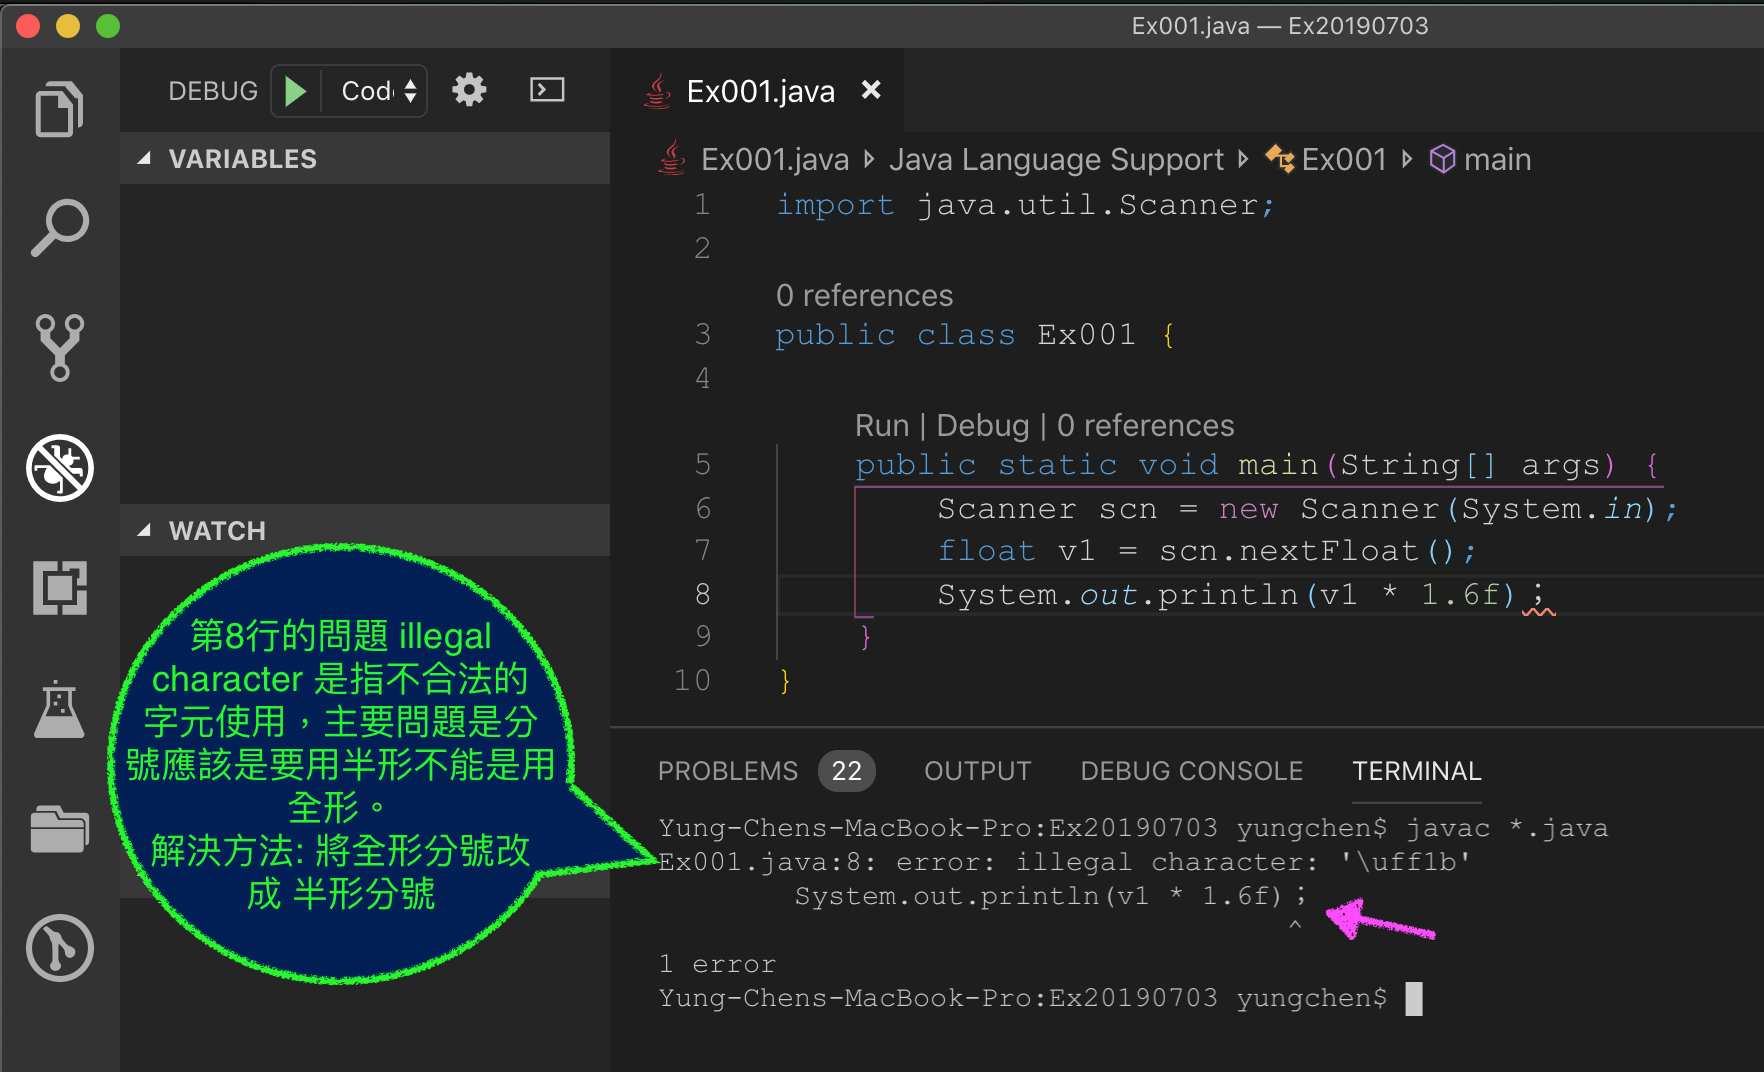 Ex001.java — Ex20190703
DEBUG
Cod
Ex001.java
VARIABLES
Ex001.java Java Language Support Ex001 main
1 import java.util.Scanner;
2
0 references
3 public class Ex001 {
4
Run | Debug | 0 references
5 public static void main(String[] args) {
6 Scanner scn = new Scanner(System.in);
7 float v1 = scn.nextFloat();
8 System.out.println(v1 * 1.6f);
9 }
10 }
WATCH
第8行的問題 illegal
character 是指不合法的
字元使用，主要問題是分
號應該是要用半形不能是用
全形。
解決方法: 將全形分號改
成 半形分號
PROBLEMS 22 OUTPUT DEBUG CONSOLE TERMINAL
Yung-Chens-MacBook-Pro:Ex20190703 yungchen$ javac *.java
Ex001.java:8: error: illegal character: '\uff1b'
System.out.println(v1 * 1.6f);
^
1 error
Yung-Chens-MacBook-Pro:Ex20190703 yungchen$